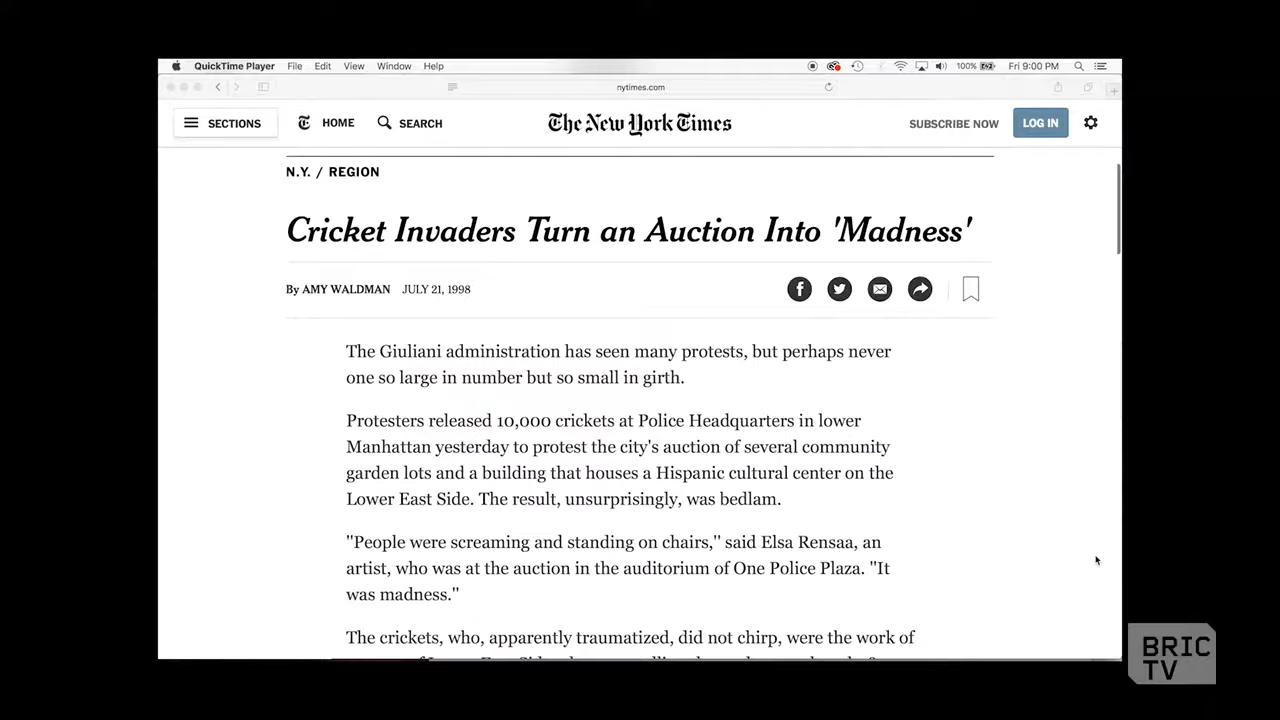 QuickTime Player File Edit View Window Help 100% Fri 9:00 PM
nytimes.com
SECTIONS HOME SEARCH The New York Times SUBSCRIBE NOW LOG IN
N.Y. / REGION
Cricket Invaders Turn an Auction Into 'Madness'
By AMY WALDMAN JULY 21, 1998
The Giuliani administration has seen many protests, but perhaps never
one so large in number but so small in girth.
Protesters released 10,000 crickets at Police Headquarters in lower
Manhattan yesterday to protest the city's auction of several community
garden lots and a building that houses a Hispanic cultural center on the
Lower East Side. The result, unsurprisingly, was bedlam.
''People were screaming and standing on chairs,'' said Elsa Rensaa, an
artist, who was at the auction in the auditorium of One Police Plaza. ''It
was madness.''
The crickets, who, apparently traumatized, did not chirp, were the work of
BRIC
TV